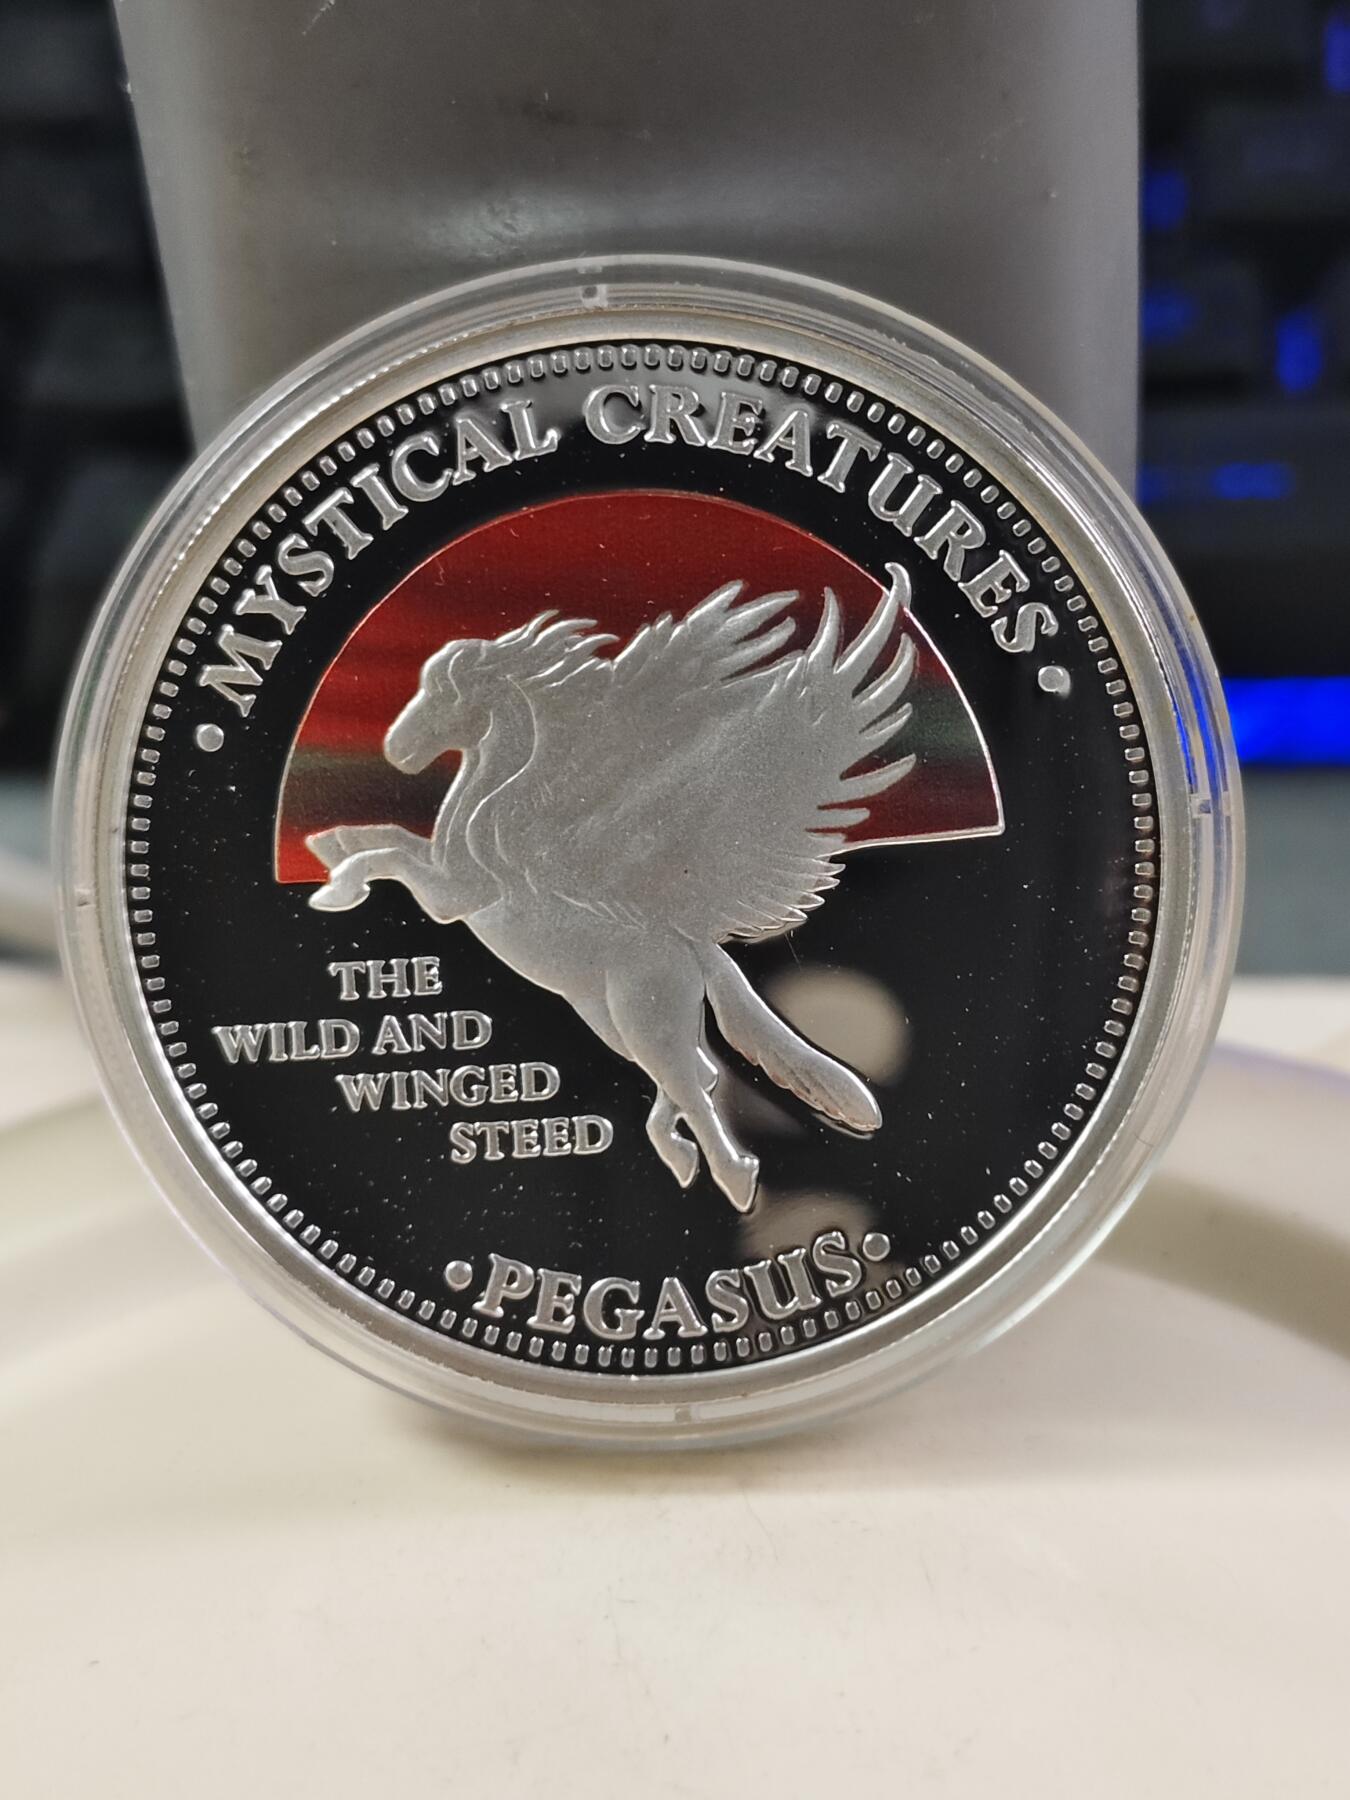 • MYSTICAL CREATURES •
THE
WILD AND
WINGED
STEED
• PEGASUS •